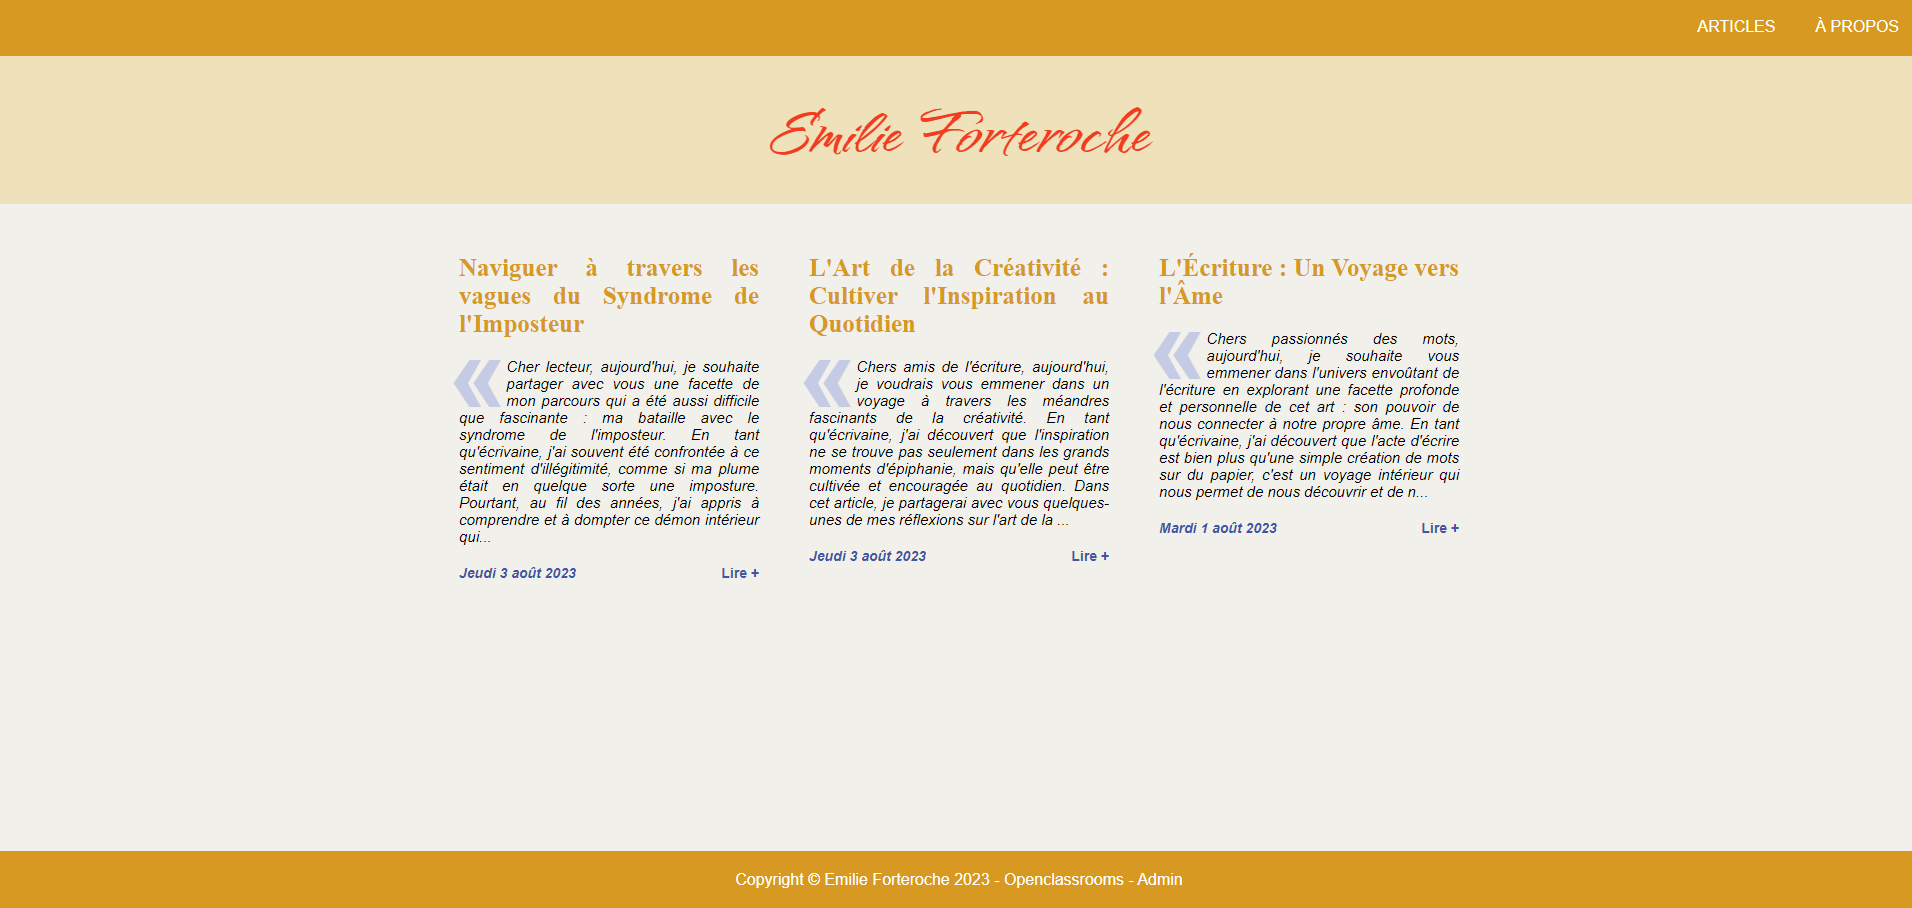 ARTICLES
À PROPOS
Emilie Forteroche
Naviguer à travers les
vagues du Syndrome de
l'Imposteur
« Cher lecteur, aujourd'hui, je souhaite
partager avec vous une facette de
mon parcours qui a été aussi difficile
que fascinante : ma bataille avec le
syndrome de l'imposteur. En tant
qu'écrivaine, j'ai souvent été confrontée à ce
sentiment d'illégitimité, comme si ma plume
était en quelque sorte une imposture.
Pourtant, au fil des années, j'ai appris à
comprendre et à dompter ce démon intérieur
qui...
Jeudi 3 août 2023
Lire +
L'Art de la Créativité :
Cultiver l'Inspiration au
Quotidien
« Chers amis de l'écriture, aujourd'hui,
je voudrais vous emmener dans un
voyage à travers les méandres
fascinants de la créativité. En tant
qu'écrivaine, j'ai découvert que l'inspiration
ne se trouve pas seulement dans les grands
moments d'épiphanie, mais qu'elle peut être
cultivée et encouragée au quotidien. Dans
cet article, je partagerai avec vous quelques-
unes de mes réflexions sur l'art de la ...
Jeudi 3 août 2023
Lire +
L'Écriture : Un Voyage vers
l'Âme
« Chers passionnés des mots,
aujourd'hui, je souhaite vous
emmener dans l'univers envoûtant de
l'écriture en explorant une facette profonde
et personnelle de cet art : son pouvoir de
nous connecter à notre propre âme. En tant
qu'écrivaine, j'ai découvert que l'acte d'écrire
est bien plus qu'une simple création de mots
sur du papier, c'est un voyage intérieur qui
nous permet de nous découvrir et de n...
Mardi 1 août 2023
Lire +
Copyright © Emilie Forteroche 2023 - Openclassrooms - Admin